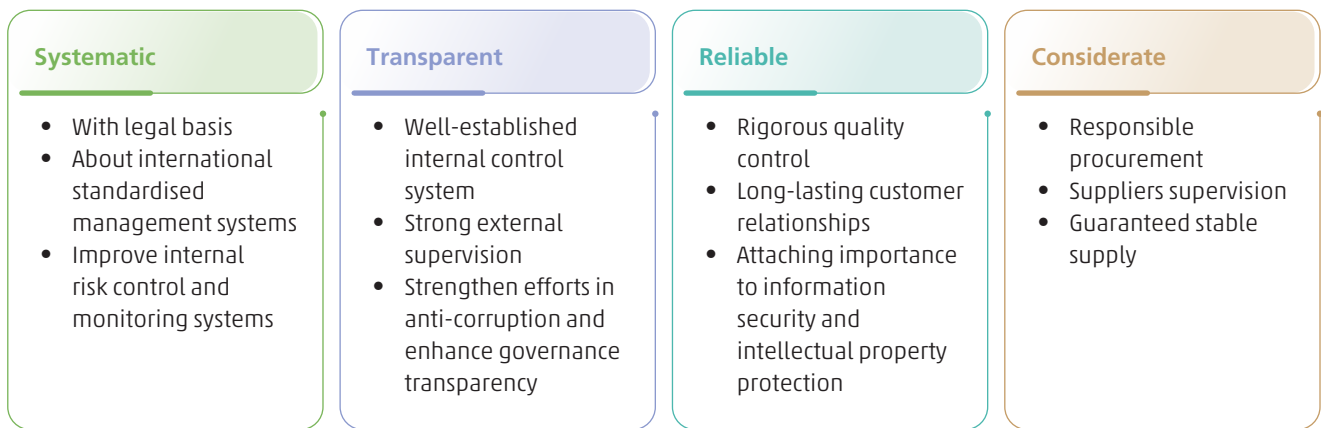 Systematic
• With legal basis
• About international
standardised
management systems
• Improve internal
risk control and
monitoring systems
Transparent
• Well-established
internal control
system
• Strong external
supervision
• Strengthen efforts in
anti-corruption and
enhance governance
transparency
Reliable
• Rigorous quality
control
• Long-lasting customer
relationships
• Attaching importance
to information
security and
intellectual property
protection
Considerate
• Responsible
procurement
• Suppliers supervision
• Guaranteed stable
supply